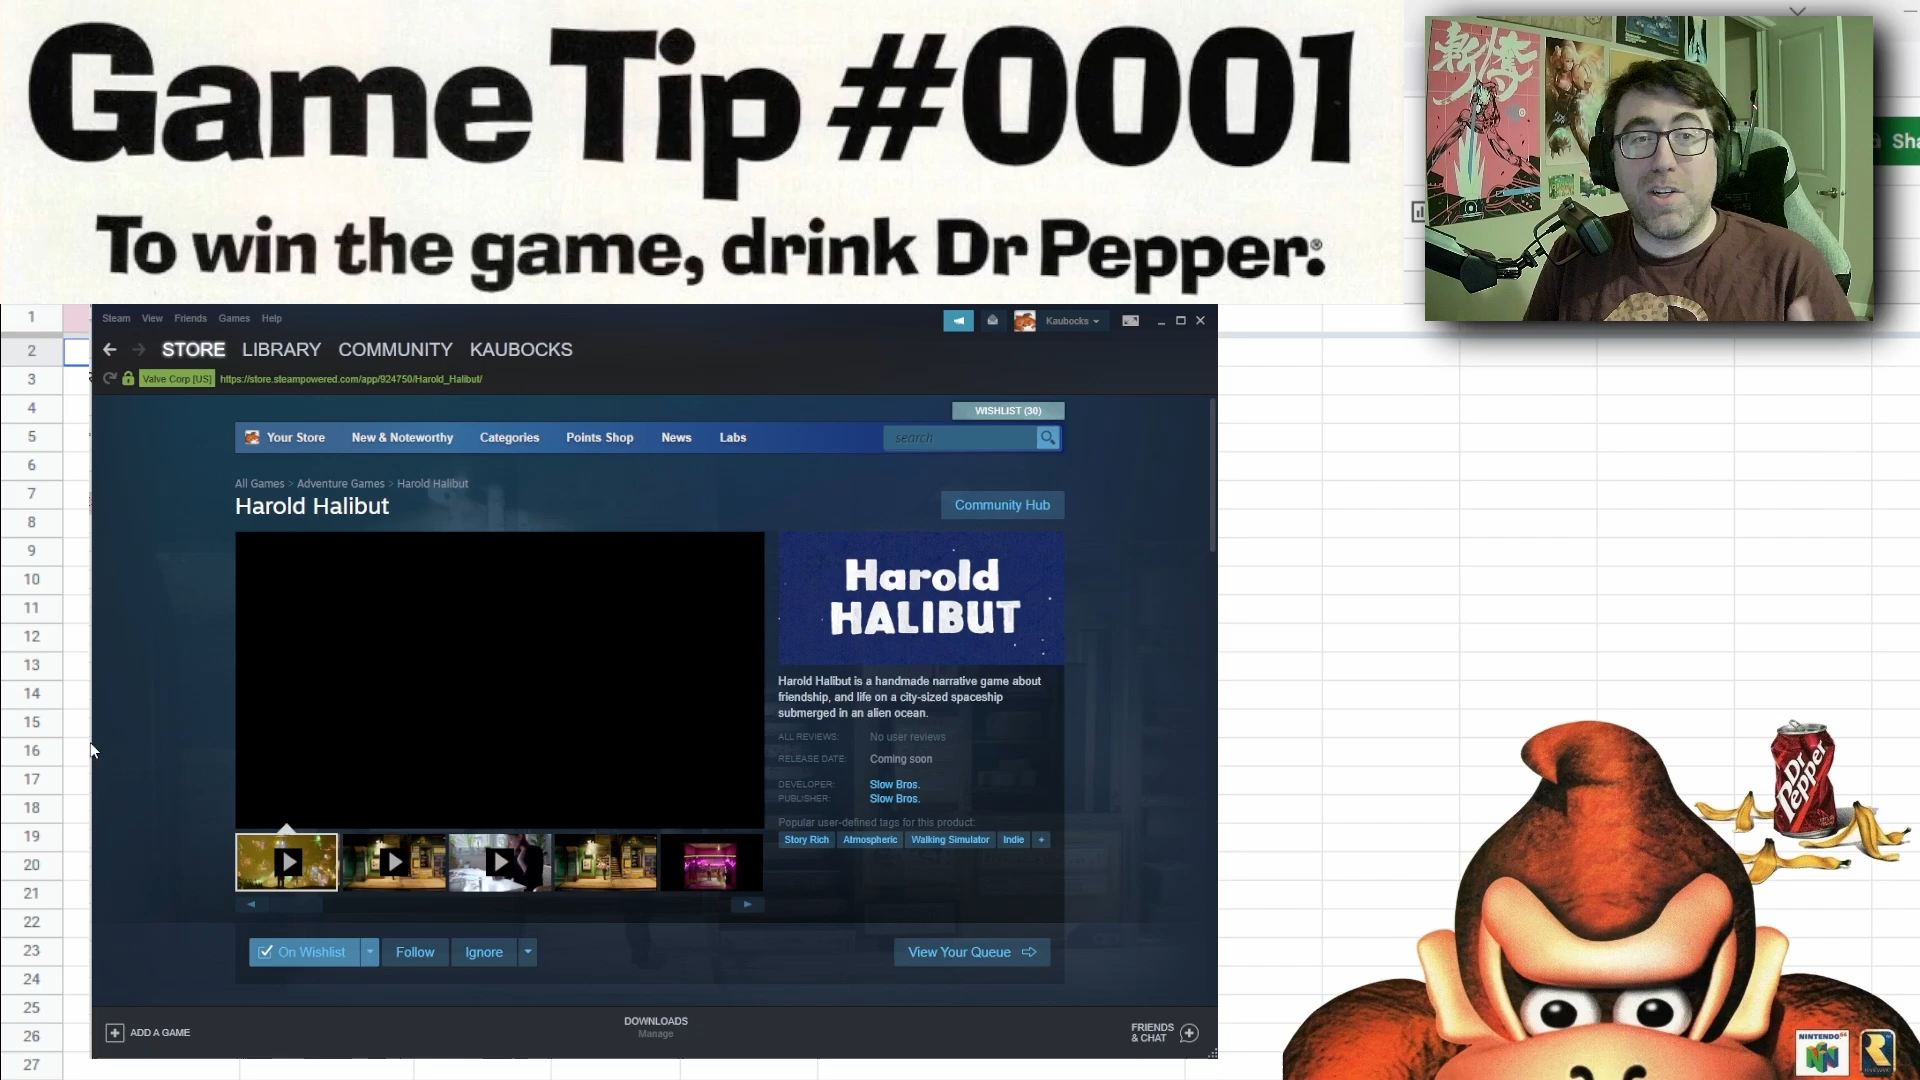 Game Tip #0001
To win the game, drink Dr Pepper.®
新
Sha
Steam View Friends Games Help
Kaubocks
STORE LIBRARY COMMUNITY KAUBOCKS
Valve Corp [US] https://store.steampowered.com/app/924750/Harold_Halibut/
WISHLIST (30)
Your Store New & Noteworthy Categories Points Shop News Labs search
All Games > Adventure Games > Harold Halibut
Harold Halibut
Community Hub
Harold
HALIBUT
Harold Halibut is a handmade narrative game about
friendship, and life on a city-sized spaceship
submerged in an alien ocean.
ALL REVIEWS: No user reviews
RELEASE DATE: Coming soon
DEVELOPER: Slow Bros.
PUBLISHER: Slow Bros.
Popular user-defined tags for this product:
Story Rich Atmospheric Walking Simulator Indie +
On Wishlist Follow Ignore View Your Queue
ADD A GAME
DOWNLOADS
Manage
FRIENDS
& CHAT
1
2
3
4
5
6
7
8
9
10
11
12
13
14
15
16
17
18
19
20
21
22
23
24
25
26
27
Dr
Pepper
NINTENDO 64
N
R